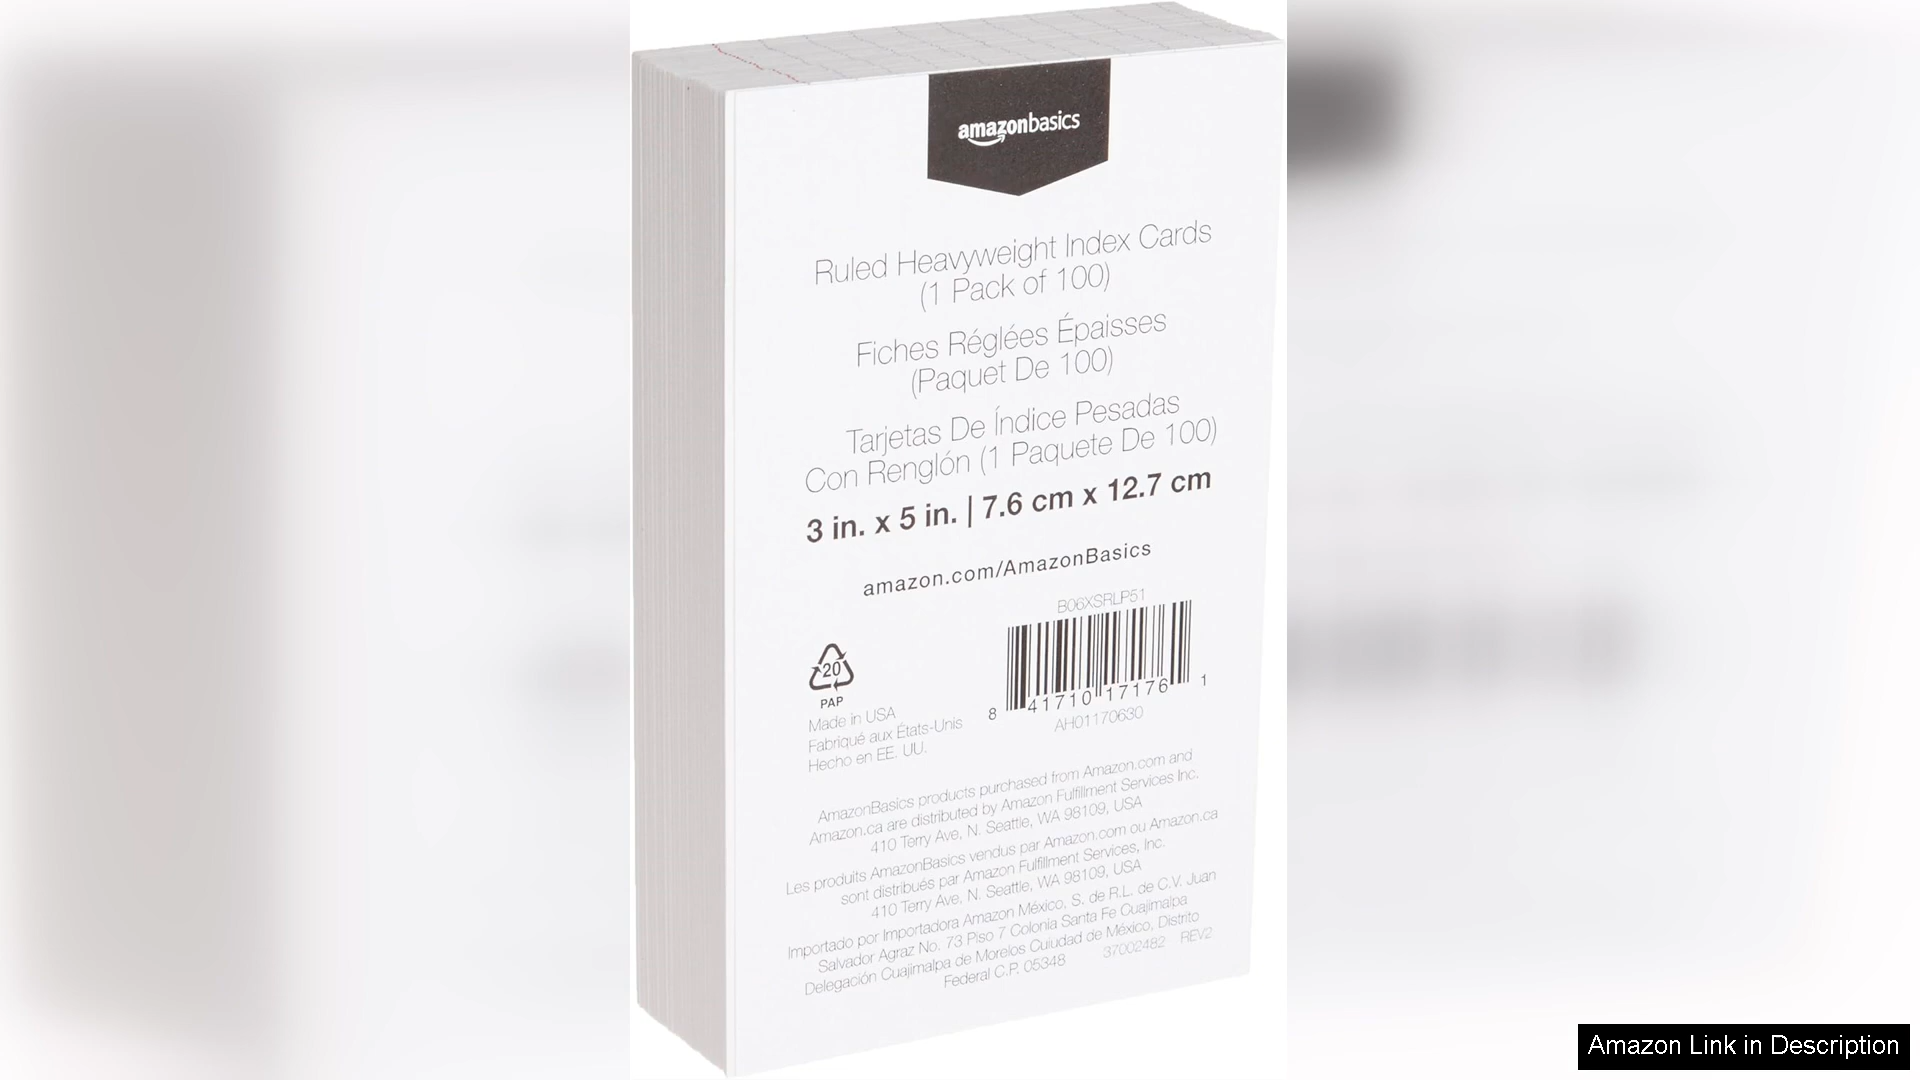 amazonbasics
Ruled Heavyweight Index Cards
(1 Pack of 100)
Fiches Réglées Épaisses
(Paquet De 100)
Tarjetas De Índice Pesadas
Con Renglón (1 Paquete De 100)
3 in. x 5 in. | 7.6 cm x 12.7 cm
amazon.com/AmazonBasics
B06XSRLP51
8 41710 17176 1
AH01170630
20
PAP
Made in USA
Fabriqué aux États-Unis
Hecho en EE. UU.
AmazonBasics products purchased from Amazon.com and
Amazon.ca are distributed by Amazon Fulfillment Services Inc.
410 Terry Ave. N. Seattle, WA 98109, USA
Les produits AmazonBasics vendus par Amazon.com ou Amazon.ca
sont distribués par Amazon Fulfillment Services, Inc.
410 Terry Ave. N. Seattle, WA 98109, USA
Importado por Importadora Amazon México, S. de R.L. de C.V. Juan
Salvador Agraz No. 73 Piso 7 Colonia Santa Fe Cuajimalpa
Delegación Cuajimalpa de Morelos Cuiudad de México, Distrito
Federal C.P. 05348
37002482 REV2
Amazon Link in Description